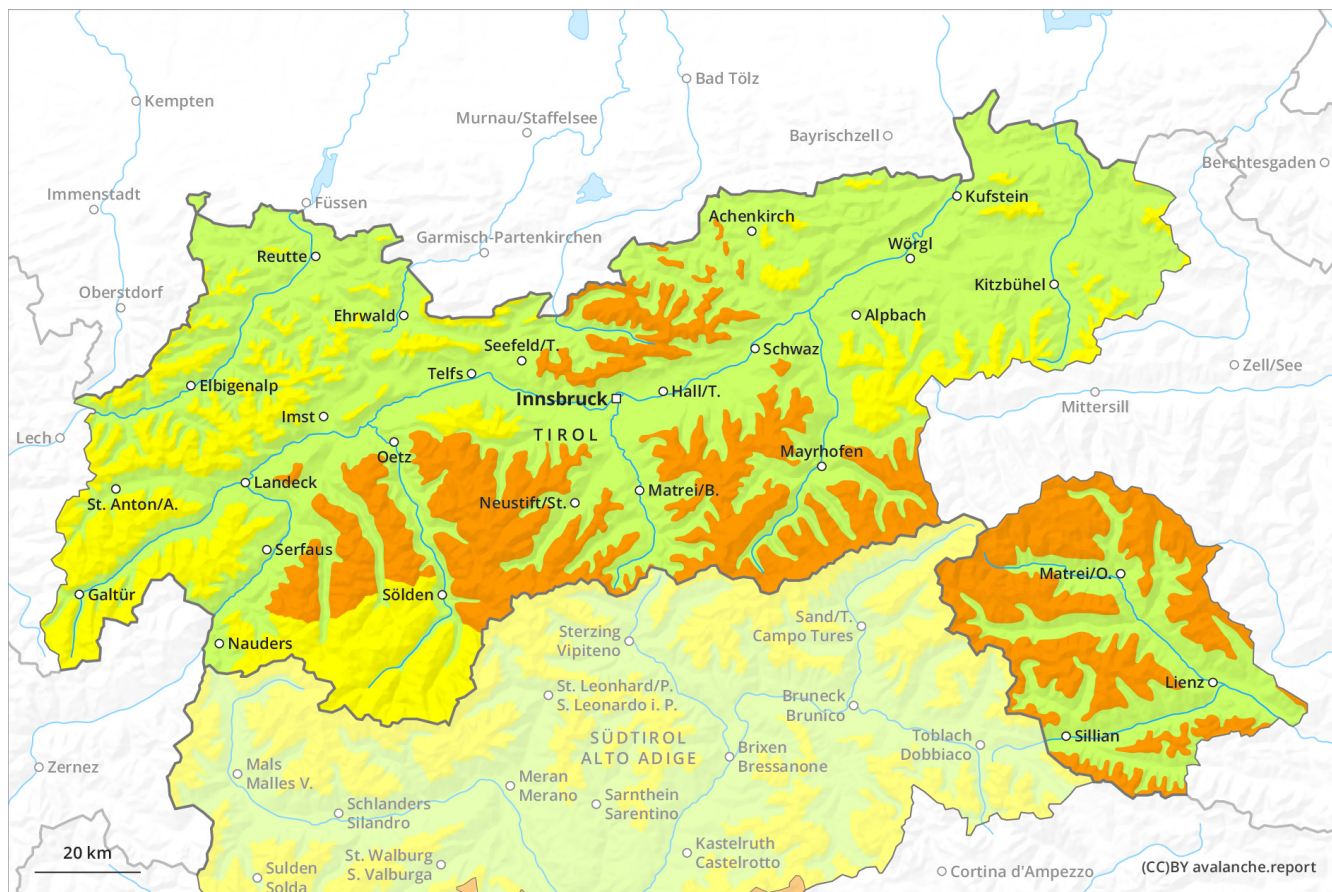 Bad Tölz
Kempten
Murnau/Staffelsee
Bayrischzell
Berchtesgaden
Immenstadt
Füssen
Kufstein
Achenkirch
Garmisch-Partenkirchen
Wörgl
Reutte
Oberstdorf
Kitzbühel
Ehrwald
Alpbach
Seefeld/T.
Schwaz
Zell/See
Telfs
Elbigenalp
Hall/T.
Innsbruck
Mittersill
Imst
Lech
TIROL
Oetz
Mayrhofen
Landeck
Matrei/B.
St. Anton/A.
Neustift/St.
Serfaus
Matrei/O.
Galtür
Sölden
Sand/T.
Campo Tures
Sterzing
Vipiteno
Nauders
Lienz
St. Leonhard/P.
S. Leonardo i. P.
Bruneck
Brunico
Sillian
Toblach
Dobbiaco
SÜDTIROL
ALTO ADIGE
Brixen
Bressanone
Zernez
Mals
Malles V.
Meran
Merano
Sarnthein
Sarentino
Schlanders
Silandro
Kastelruth
Castelrotto
20 km
St. Walburg
S. Valburga
Sulden
Solda
Cortina d'Ampezzo
(CC)BY avalanche.report